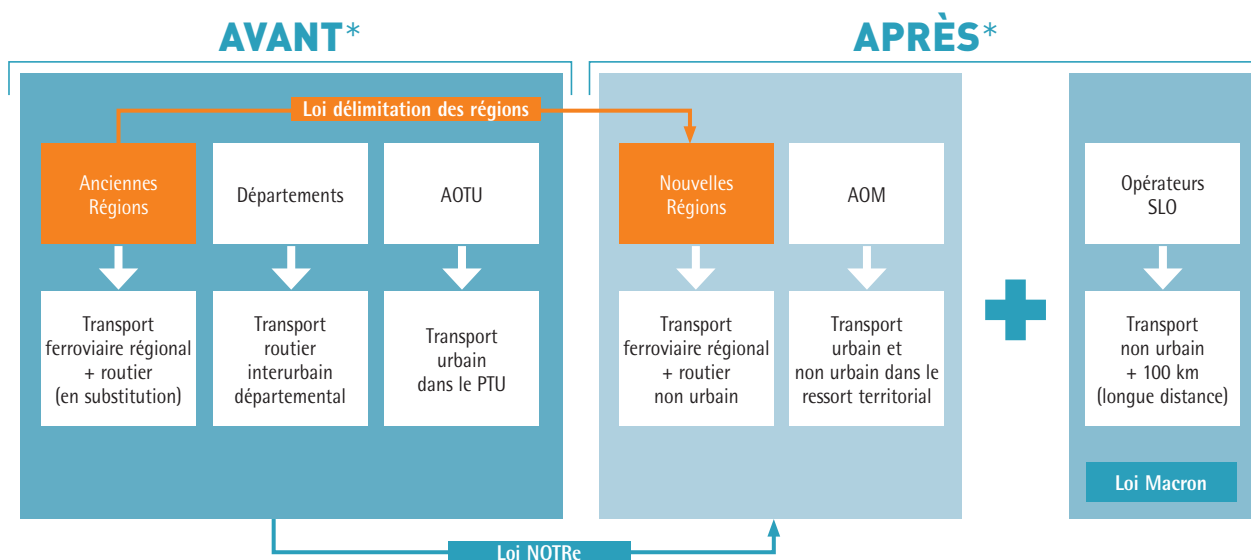 AVANT*
APRÈS*
Loi délimitation des régions
Anciennes
Régions
Départements
AOTU
Nouvelles
Régions
AOM
Opérateurs
SLO
Transport
ferroviaire régional
+ routier
(en substitution)
Transport
routier
interurbain
départemental
Transport
urbain
dans le PTU
Transport
ferroviaire régional
+ routier
non urbain
Transport
urbain et
non urbain dans le
ressort territorial
Transport
non urbain
+ 100 km
(longue distance)
Loi Macron
Loi NOTRe